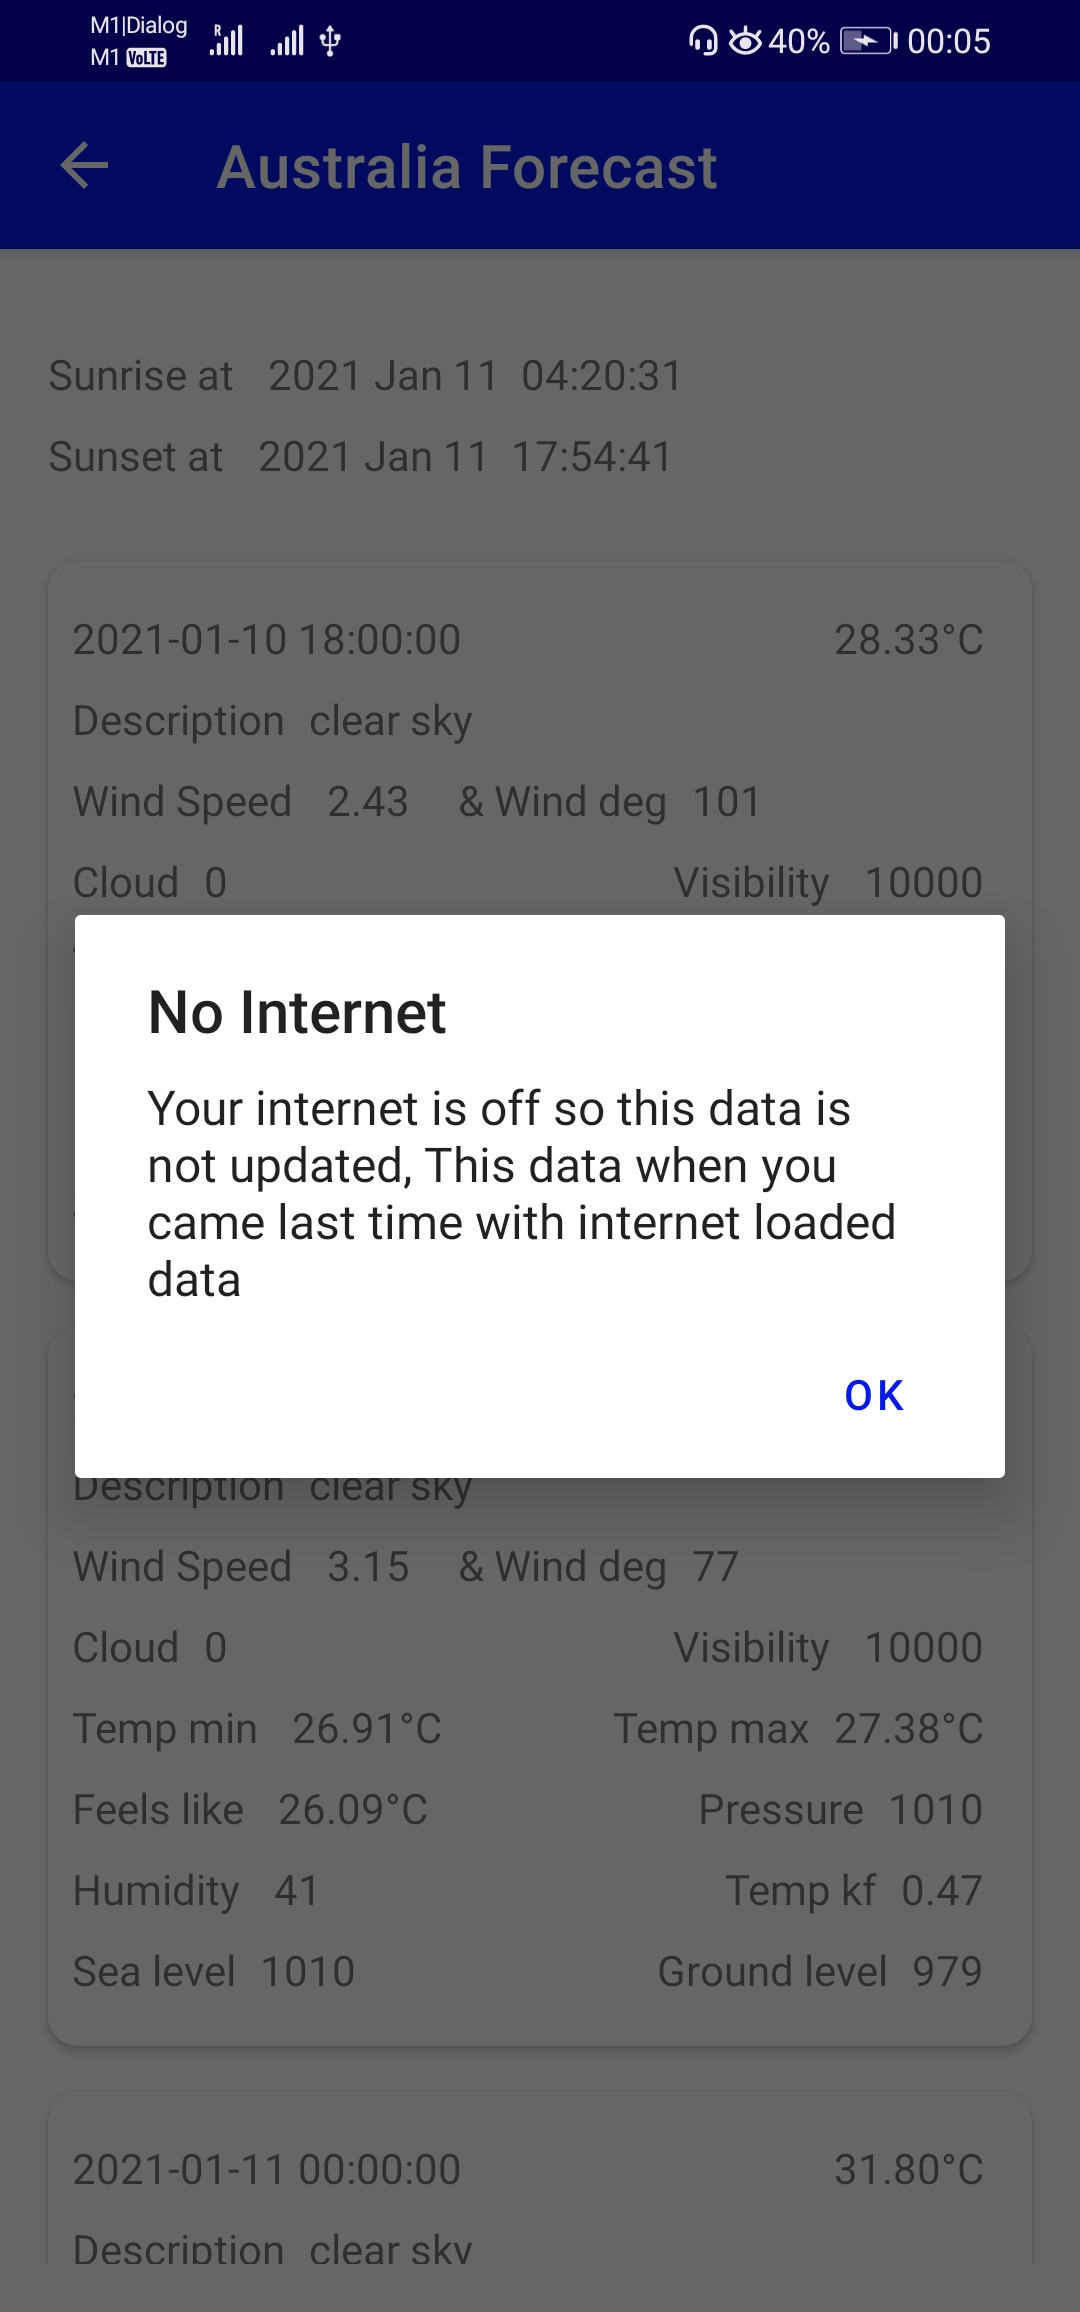 M1|Dialog
M1 VoLTE R 40% 00:05
Australia Forecast
Sunrise at 2021 Jan 11 04:20:31
Sunset at 2021 Jan 11 17:54:41
2021-01-10 18:00:00 28.33°C
Description clear sky
Wind Speed 2.43 & Wind deg 101
Cloud 0 Visibility 10000
No Internet
Your internet is off so this data is
not updated, This data when you
came last time with internet loaded
data
OK
Description clear sky
Wind Speed 3.15 & Wind deg 77
Cloud 0 Visibility 10000
Temp min 26.91°C Temp max 27.38°C
Feels like 26.09°C Pressure 1010
Humidity 41 Temp kf 0.47
Sea level 1010 Ground level 979
2021-01-11 00:00:00 31.80°C
Description clear sky